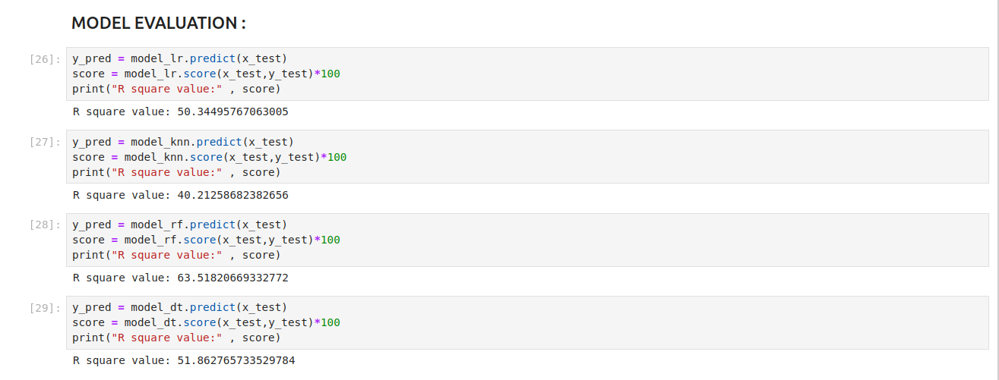 MODEL EVALUATION :
[26]:
y_pred = model_lr.predict(x_test)
score = model_lr.score(x_test,y_test)*100
print("R square value:" , score)
R square value: 50.34495767063005
[27]:
y_pred = model_knn.predict(x_test)
score = model_knn.score(x_test,y_test)*100
print("R square value:" , score)
R square value: 40.21258682382656
[28]:
y_pred = model_rf.predict(x_test)
score = model_rf.score(x_test,y_test)*100
print("R square value:" , score)
R square value: 63.51820669332772
[29]:
y_pred = model_dt.predict(x_test)
score = model_dt.score(x_test,y_test)*100
print("R square value:" , score)
R square value: 51.862765733529784